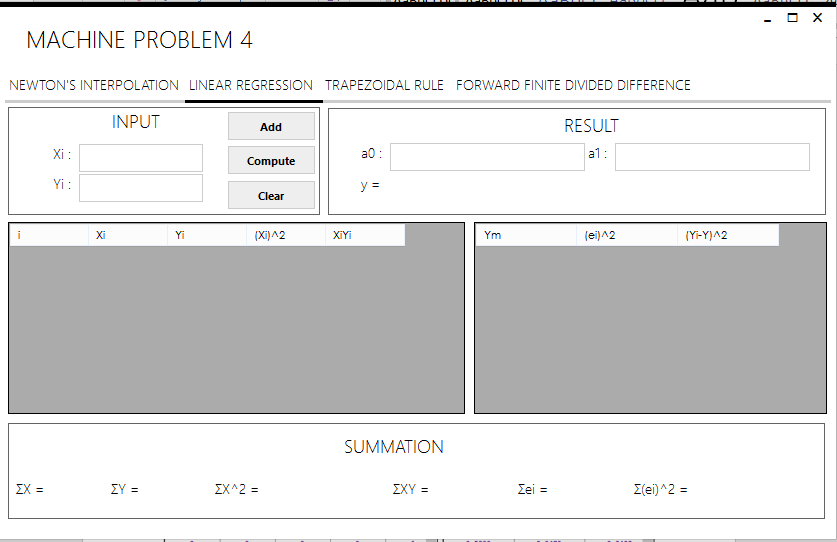 MACHINE PROBLEM 4
NEWTON'S INTERPOLATION LINEAR REGRESSION TRAPEZOIDAL RULE FORWARD FINITE DIVIDED DIFFERENCE
INPUT
Xi :
Yi :
Add
Compute
Clear
RESULT
a0 : a1 :
y =
i Xi Yi (Xi)^2 XiYi
Ym (ei)^2 (Yi-Y)^2
SUMMATION
ΣX = ΣY = ΣX^2 = ΣXY = Σei = Σ(ei)^2 =